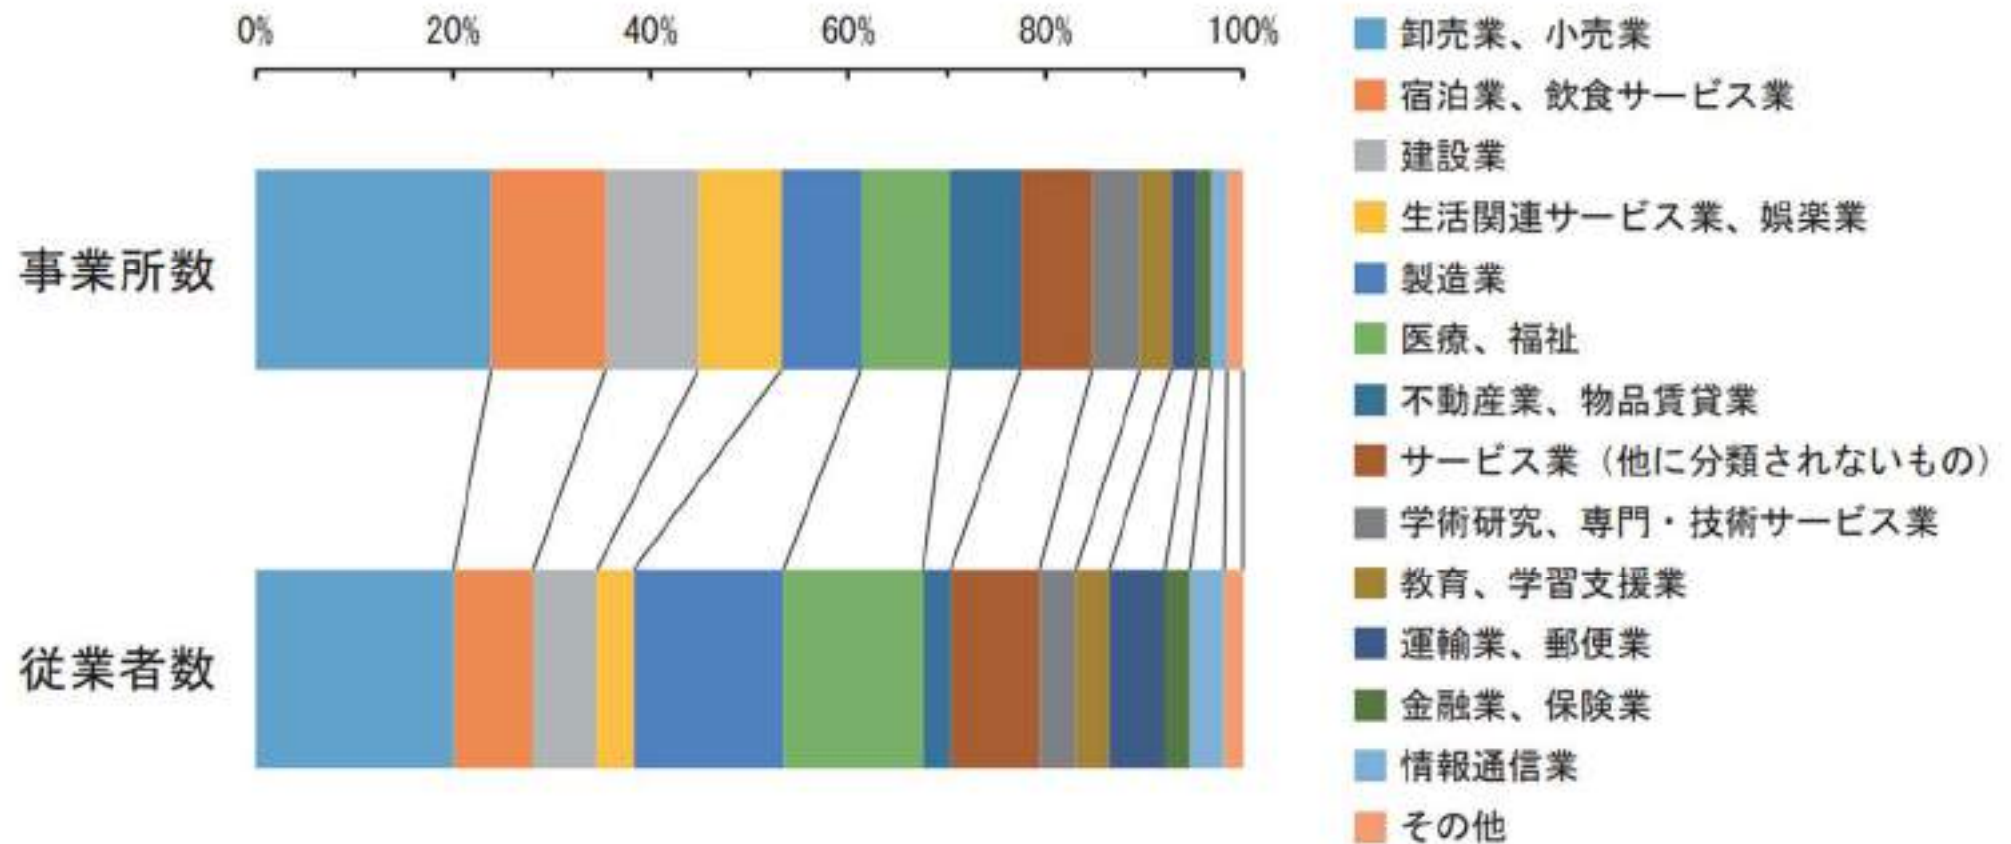 0% 20% 40% 60% 80% 100%
事業所数
従業者数
卸売業、小売業
宿泊業、飲食サービス業
建設業
生活関連サービス業、娯楽業
製造業
医療、福祉
不動産業、物品賃貸業
サービス業（他に分類されないもの）
学術研究、専門・技術サービス業
教育、学習支援業
運輸業、郵便業
金融業、保険業
情報通信業
その他